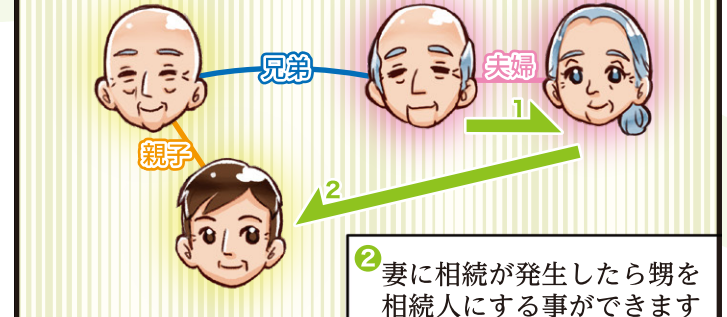 兄弟
夫婦
1
親子
2
2
妻に相続が発生したら甥を
相続人にする事ができます